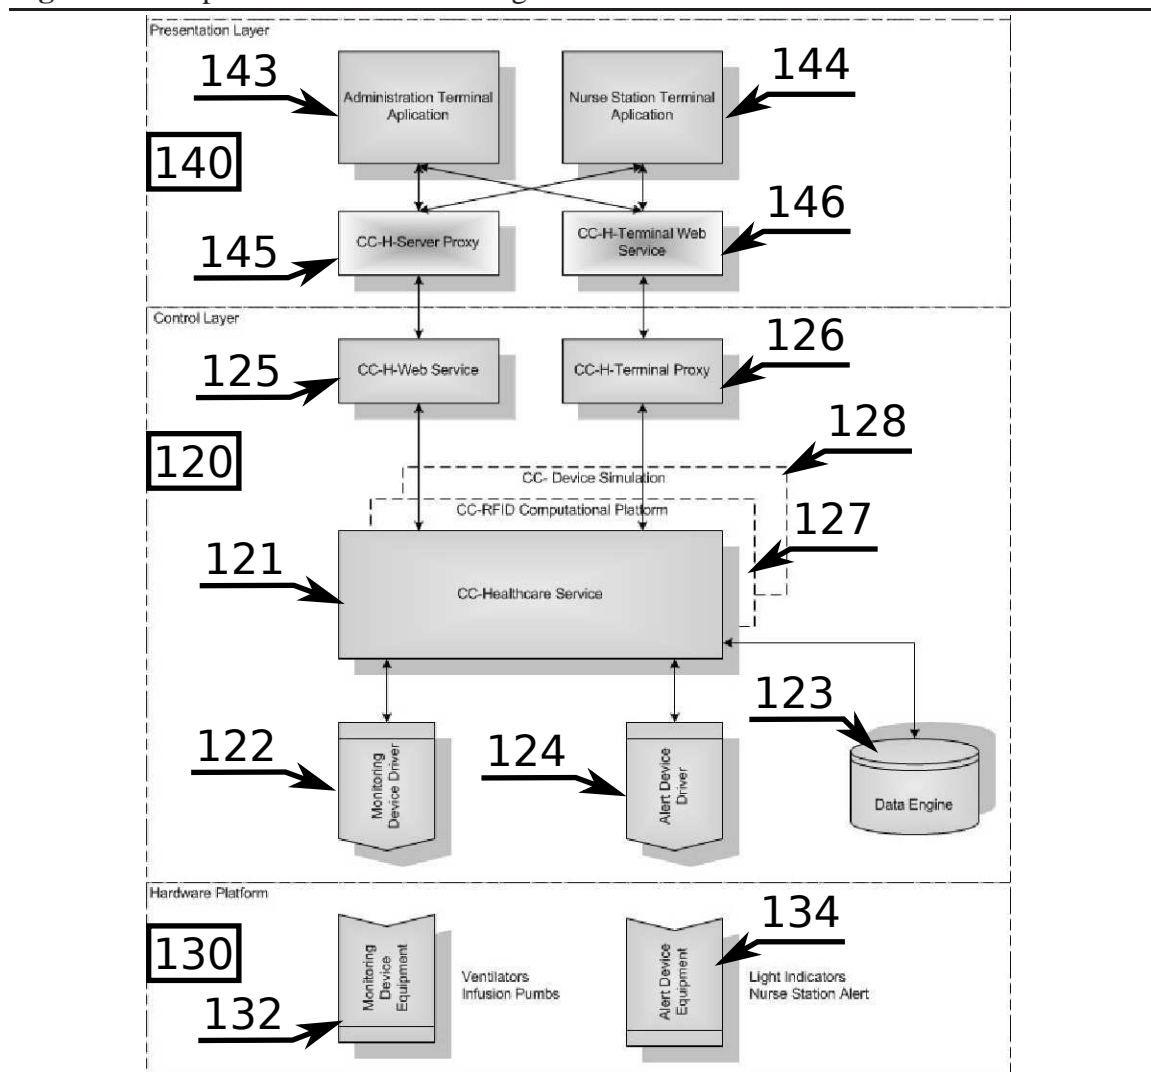 Presentation Layer
143
144
Administration Terminal
Aplication
Nurse Station Terminal
Aplication
140
146
CC-H-Server Proxy
CC-H-Terminal Web
Service
145
Control Layer
126
125
CC-H-Web Service
CC-H-Terminal Proxy
128
120
CC- Device Simulation
CC-RFID Computational Platform
127
121
CC-Healthcare Service
123
122
124
Monitoring
Device Driver
Alert Device
Driver
Data Engine
Hardware Platform
134
130
Monitoring
Device
Equipment
Ventilators
Infusion Pumbs
Alert Device
Equipment
Light Indicators
Nurse Station Alert
132